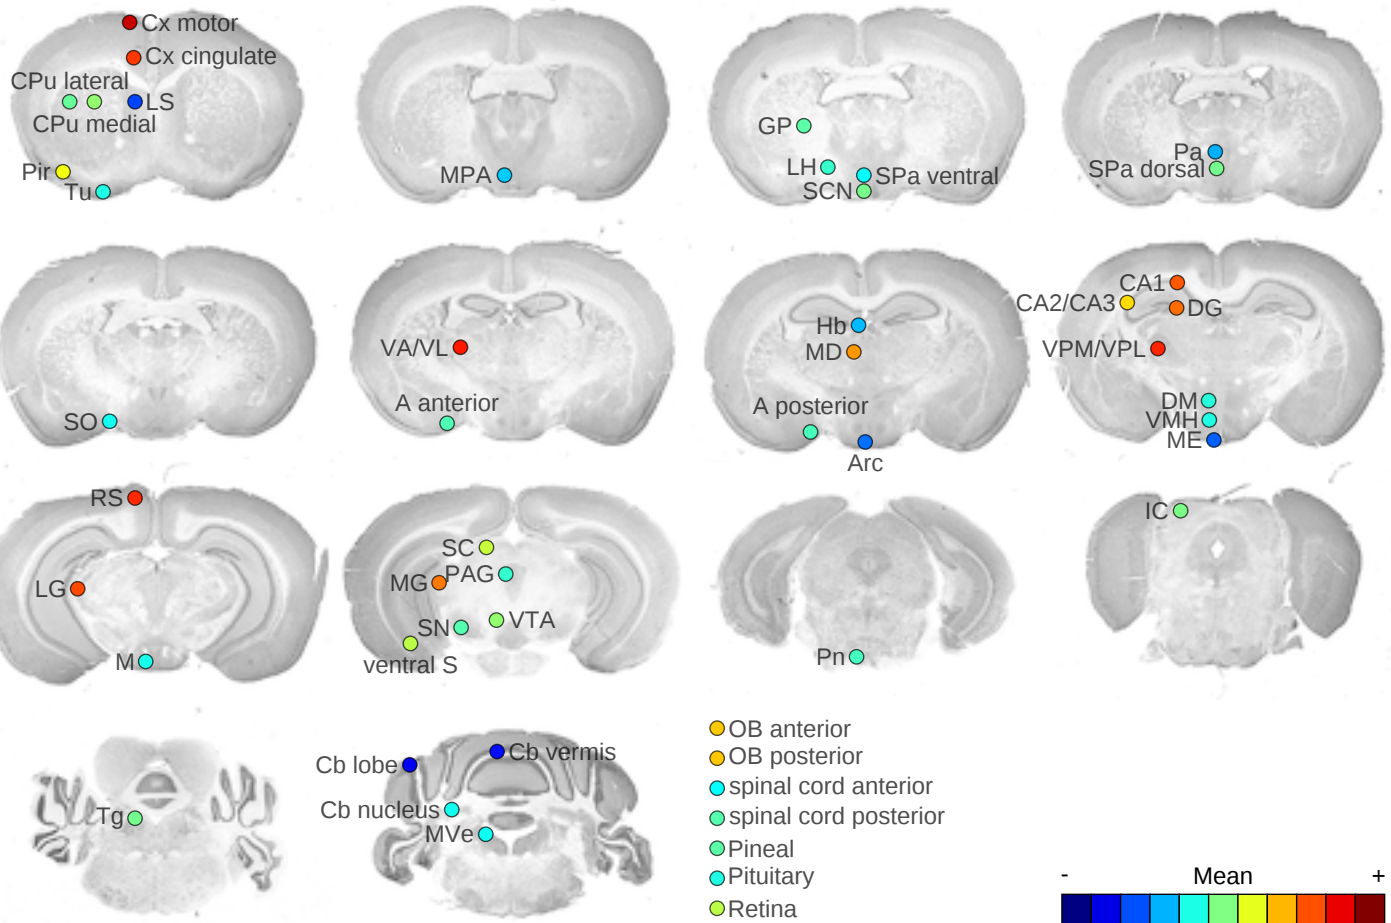 Cx motor
Cx cingulate
CPu lateral
LS
CPu medial
Pir
Tu
MPA
GP
LH
SPa ventral
SCN
Pa
SPa dorsal
SO
VA/VL
A anterior
Hb
MD
A posterior
Arc
CA1
CA2/CA3
DG
VPM/VPL
DM
VMH
ME
RS
LG
M
SC
MG
PAG
SN
VTA
ventral S
Pn
IC
Tg
Cb lobe
Cb vermis
Cb nucleus
MVe
OB anterior
OB posterior
spinal cord anterior
spinal cord posterior
Pineal
Pituitary
Retina
- Mean +